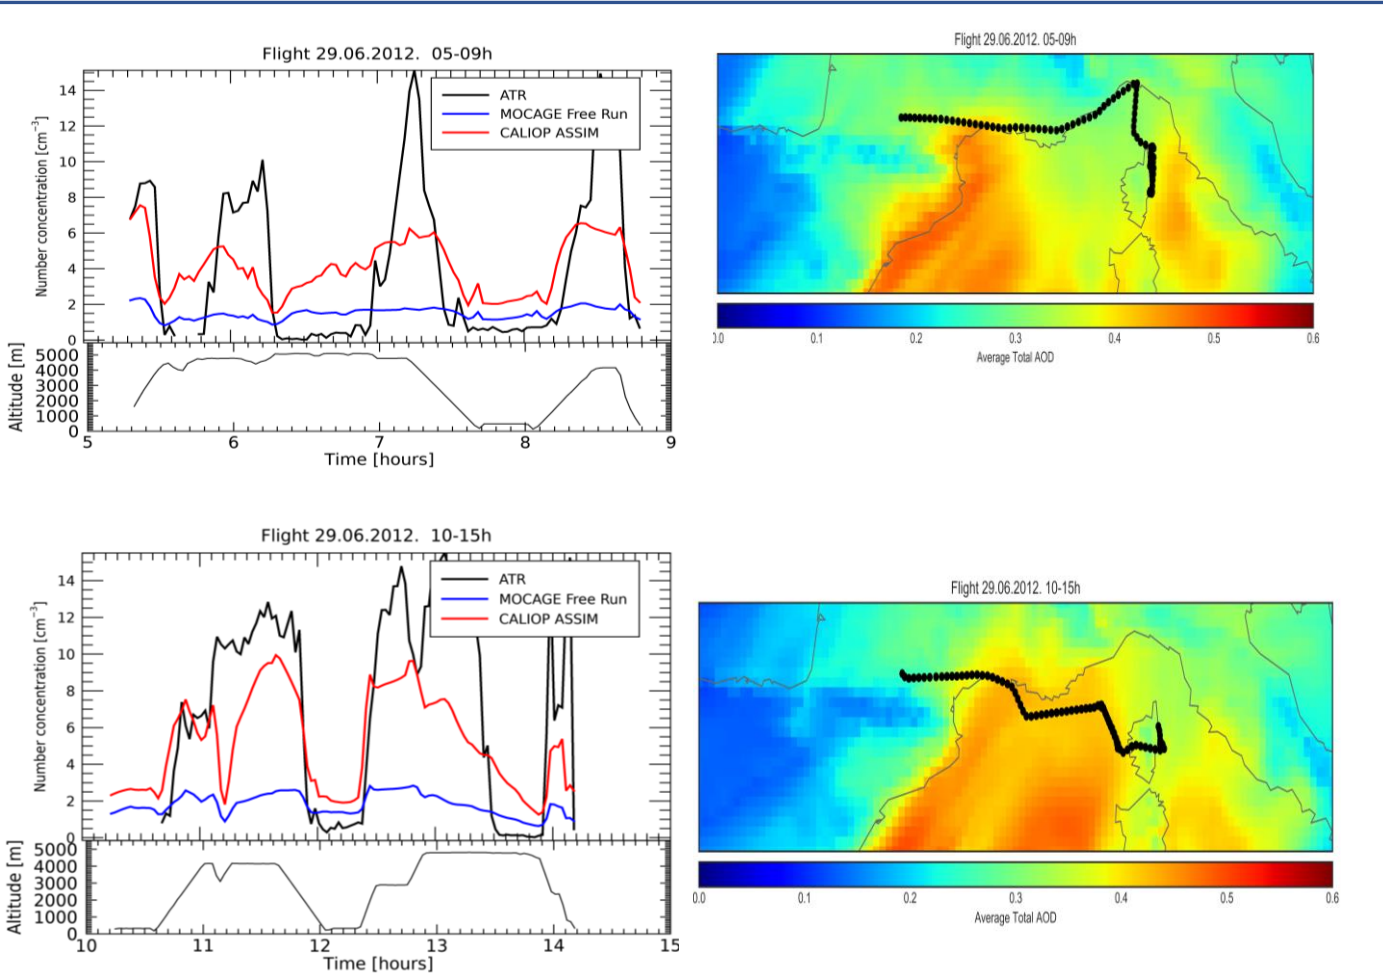 Flight 29.06.2012. 05-09h
Number concentration [cm⁻³]
14
12
10
8
6
4
2
0
ATR
MOCAGE Free Run
CALIOP ASSIM
Altitude [m]
5000
4000
3000
2000
1000
0
5 6 7 8 9
Time [hours]
Flight 29.06.2012. 05-09h
0.0 0.1 0.2 0.3 0.4 0.5 0.6
Average Total AOD
Flight 29.06.2012. 10-15h
Number concentration [cm⁻³]
14
12
10
8
6
4
2
0
ATR
MOCAGE Free Run
CALIOP ASSIM
Altitude [m]
5000
4000
3000
2000
1000
0
10 11 12 13 14 15
Time [hours]
Flight 29.06.2012. 10-15h
0.0 0.1 0.2 0.3 0.4 0.5 0.6
Average Total AOD